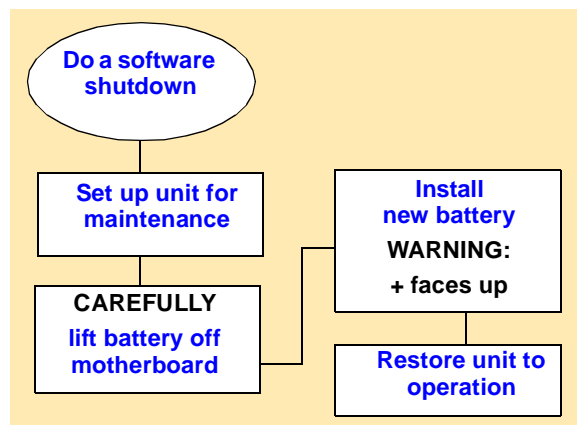 Do a software
shutdown
Set up unit for
maintenance
CAREFULLY
lift battery off
motherboard
Install
new battery
WARNING:
+ faces up
Restore unit to
operation